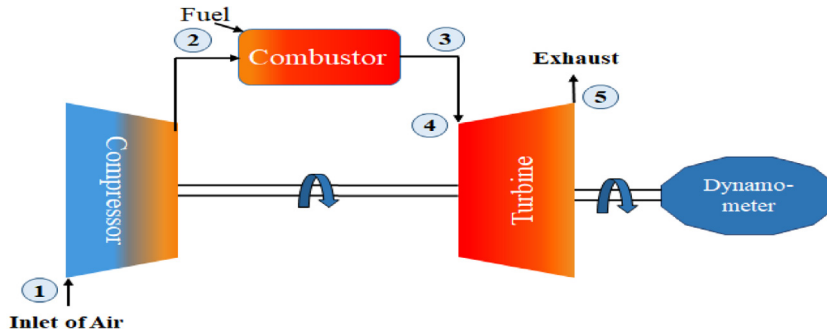 Fuel
2
Combustor
3
Exhaust
5
4
Compressor
Turbine
Dynamo-
meter
1
Inlet of Air